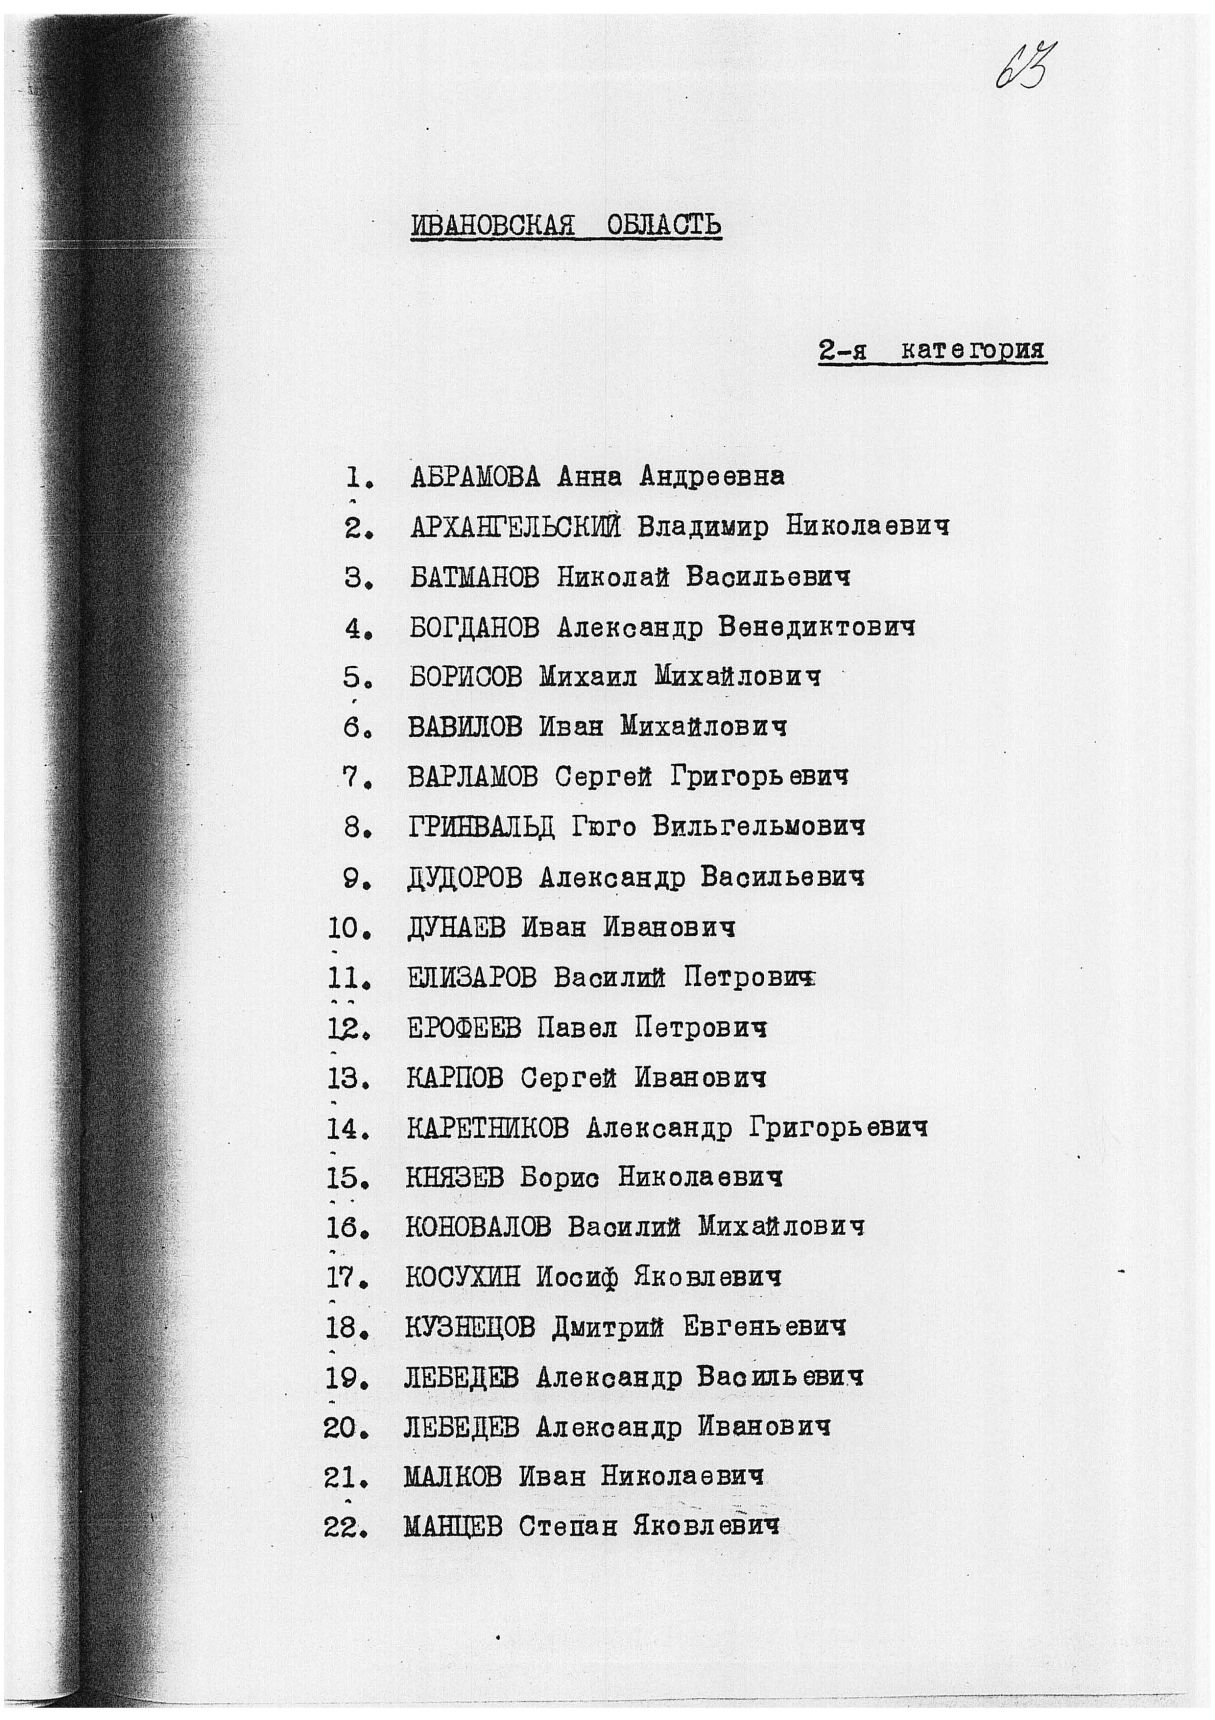 63
ИВАНОВСКАЯ ОБЛАСТЬ
2-я категория
1. АБРАМОВА Анна Андреевна
2. АРХАНГЕЛЬСКИЙ Владимир Николаевич
3. БАТМАНОВ Николай Васильевич
4. БОГДАНОВ Александр Венедиктович
5. БОРИСОВ Михаил Михайлович
6. ВАВИЛОВ Иван Михайлович
7. ВАРЛАМОВ Сергей Григорьевич
8. ГРИНВАЛЬД Гюго Вильгельмович
9. ДУДОРОВ Александр Васильевич
10. ДУНАЕВ Иван Иванович
11. ЕЛИЗАРОВ Василий Петрович
12. ЕРОФЕЕВ Павел Петрович
13. КАРПОВ Сергей Иванович
14. КАРЕТНИКОВ Александр Григорьевич
15. КНЯЗЕВ Борис Николаевич
16. КОНОВАЛОВ Василий Михайлович
17. КОСУХИН Иосиф Яковлевич
18. КУЗНЕЦОВ Дмитрий Евгеньевич
19. ЛЕБЕДЕВ Александр Васильевич
20. ЛЕБЕДЕВ Александр Иванович
21. МАЛКОВ Иван Николаевич
22. МАНЦЕВ Степан Яковлевич